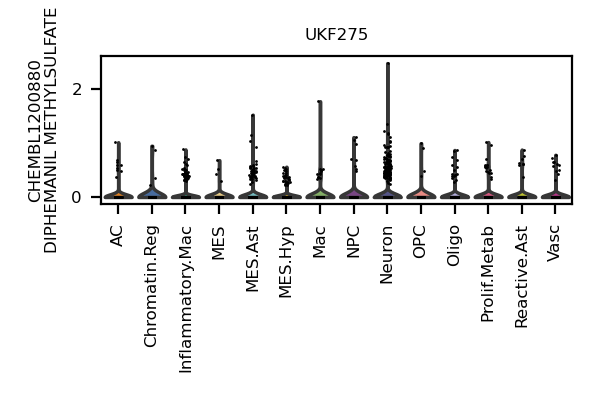 UKF275
CHEMBL1200880
DIPHEMANIL METHYLSULFATE
2
0
AC
Chromatin.Reg
Inflammatory.Mac
MES
MES.Ast
MES.Hyp
Mac
NPC
Neuron
OPC
Oligo
Prolif.Metab
Reactive.Ast
Vasc